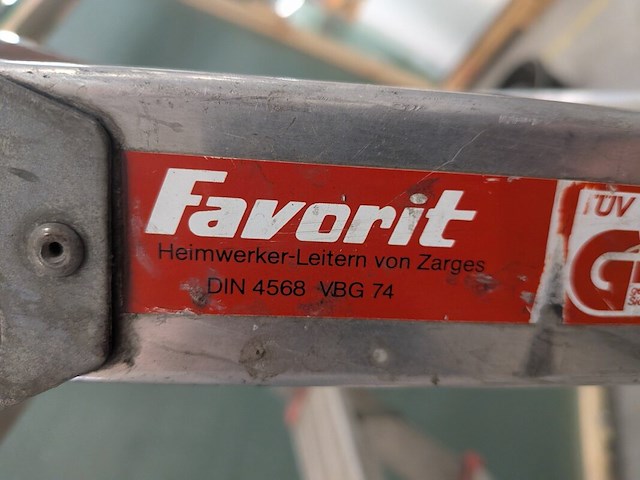 Favorit
Heimwerker-Leitern von Zarges
DIN 4568 VBG 74
TÜV